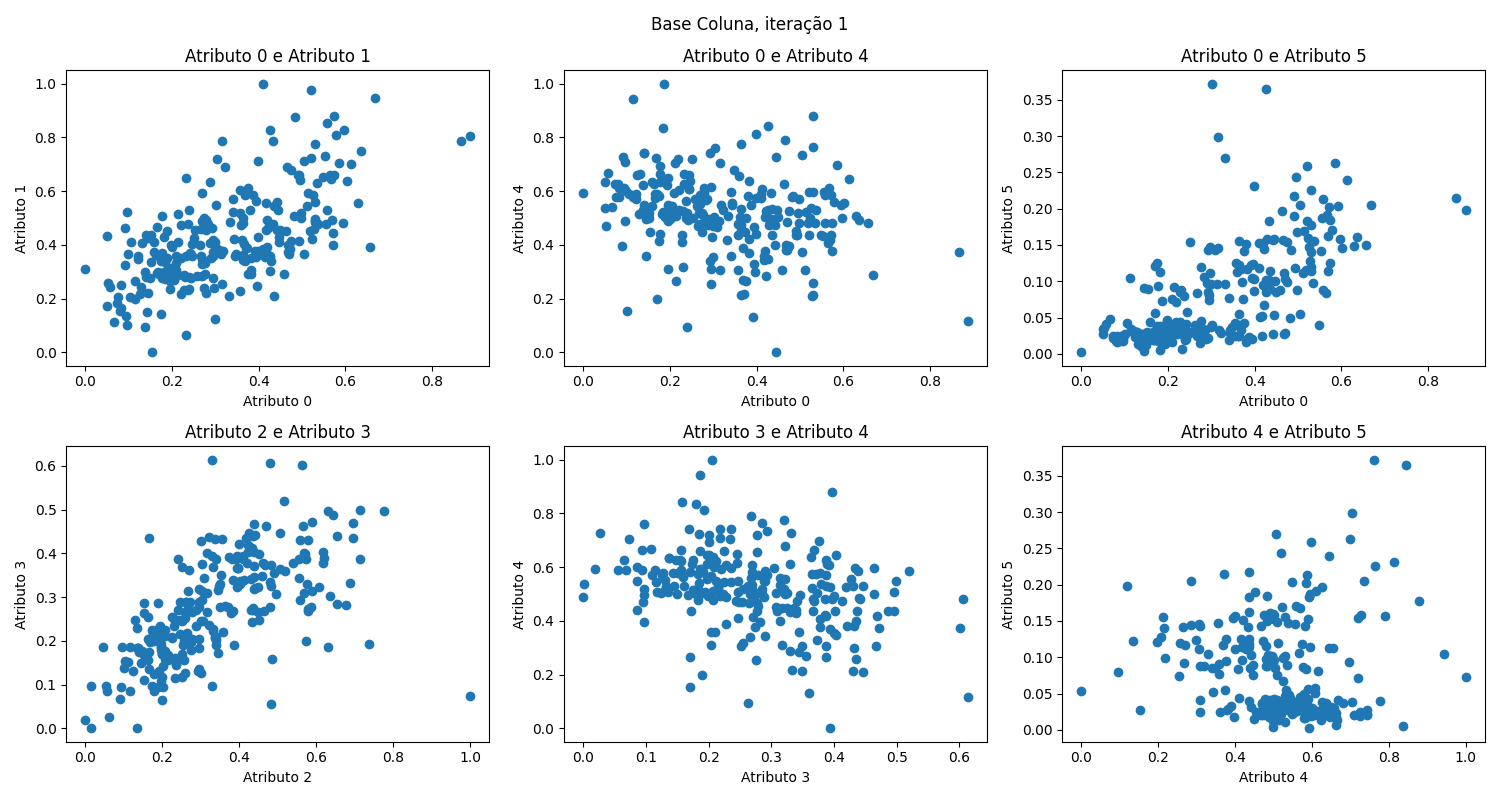 Base Coluna, iteração 1
Atributo 0 e Atributo 1
1.0
0.8
0.6
0.4
0.2
0.0
Atributo 1
0.0 0.2 0.4 0.6 0.8
Atributo 0
Atributo 0 e Atributo 4
1.0
0.8
0.6
0.4
0.2
0.0
Atributo 4
0.0 0.2 0.4 0.6 0.8
Atributo 0
Atributo 0 e Atributo 5
0.35
0.30
0.25
0.20
0.15
0.10
0.05
0.00
Atributo 5
0.0 0.2 0.4 0.6 0.8
Atributo 0
Atributo 2 e Atributo 3
0.6
0.5
0.4
0.3
0.2
0.1
0.0
Atributo 3
0.0 0.2 0.4 0.6 0.8 1.0
Atributo 2
Atributo 3 e Atributo 4
1.0
0.8
0.6
0.4
0.2
0.0
Atributo 4
0.0 0.1 0.2 0.3 0.4 0.5 0.6
Atributo 3
Atributo 4 e Atributo 5
0.35
0.30
0.25
0.20
0.15
0.10
0.05
0.00
Atributo 5
0.0 0.2 0.4 0.6 0.8 1.0
Atributo 4